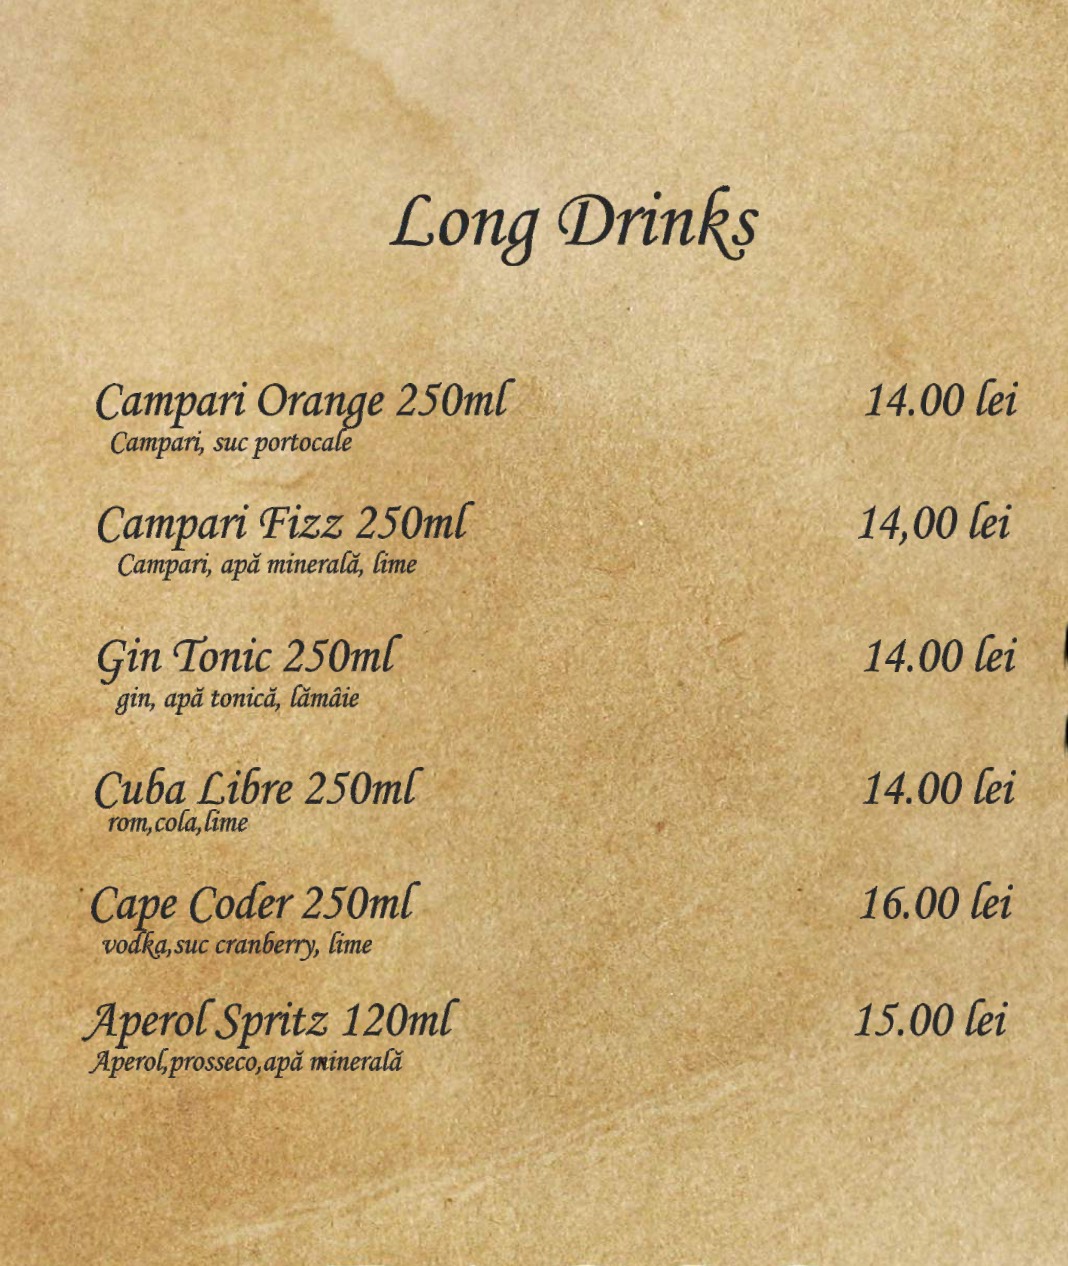 Long Drinks
Campari Orange 250ml 14.00 lei
Campari, suc portocale
Campari Fizz 250ml 14,00 lei
Campari, apă minerală, lime
Gin Tonic 250ml 14.00 lei
gin, apă tonică, lămâie
Cuba Libre 250ml 14.00 lei
rom,cola,lime
Cape Coder 250ml 16.00 lei
vodka,suc cranberry, lime
Aperol Spritz 120ml 15.00 lei
Aperol,prosseco,apă minerală